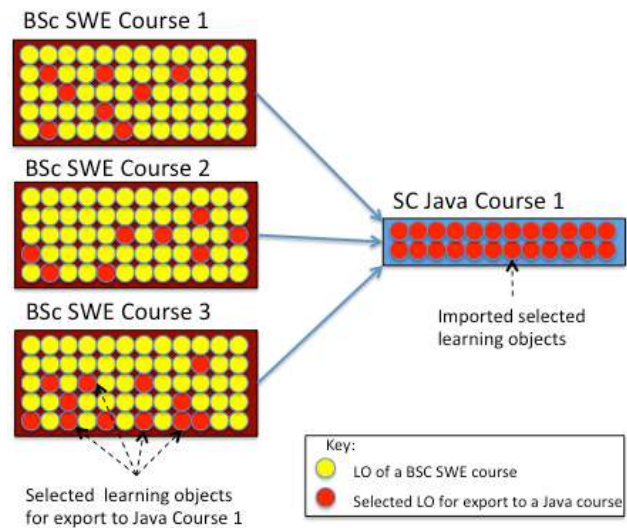 BSc SWE Course 1
BSc SWE Course 2
SC Java Course 1
Imported selected
learning objects
BSc SWE Course 3
Selected learning objects
for export to Java Course 1
Key:
LO of a BSC SWE course
Selected LO for export to a Java course